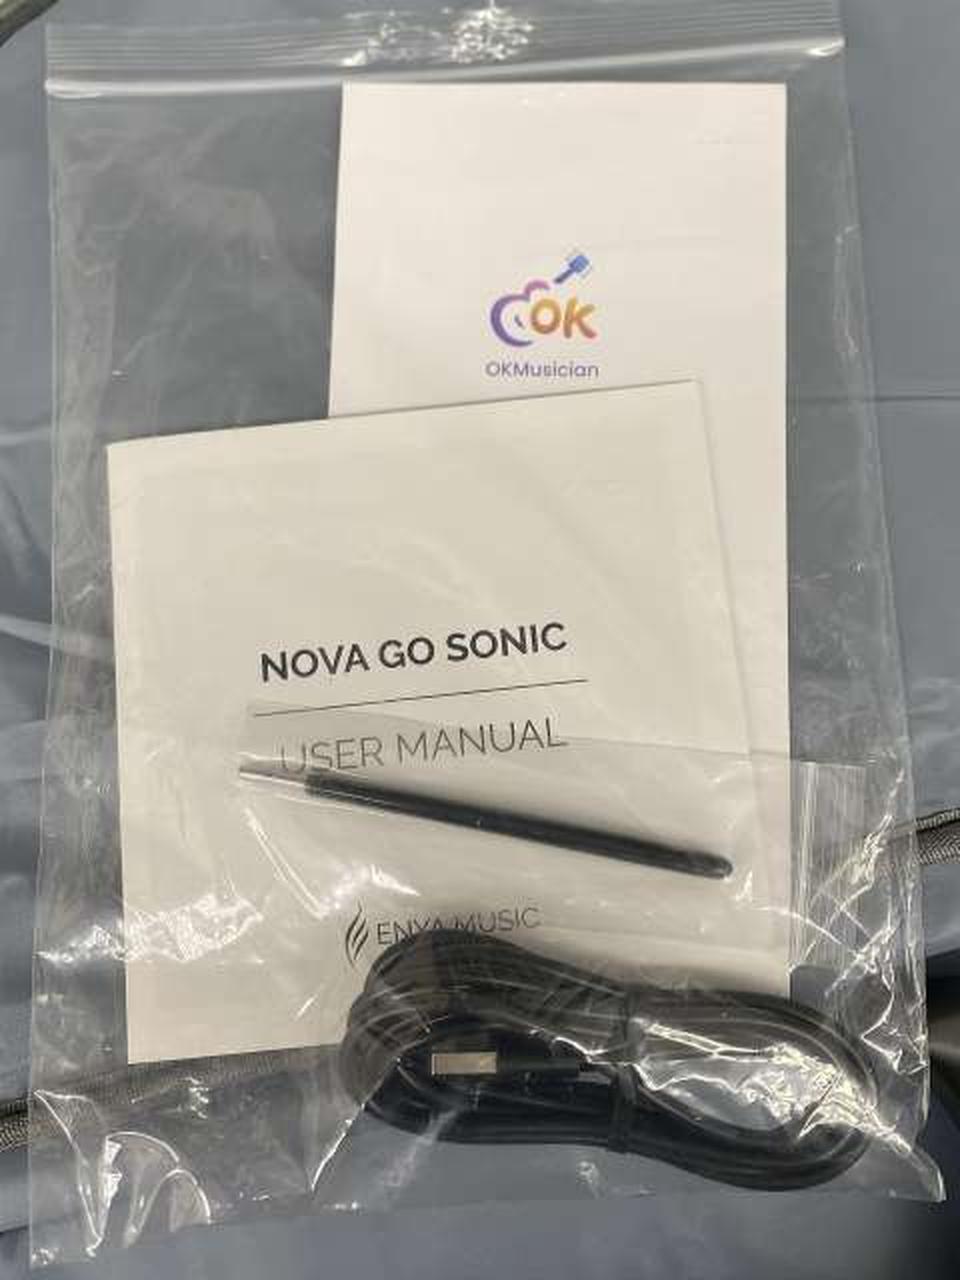 OK
OKMusician
NOVA GO SONIC
USER MANUAL
ENYA MUSIC